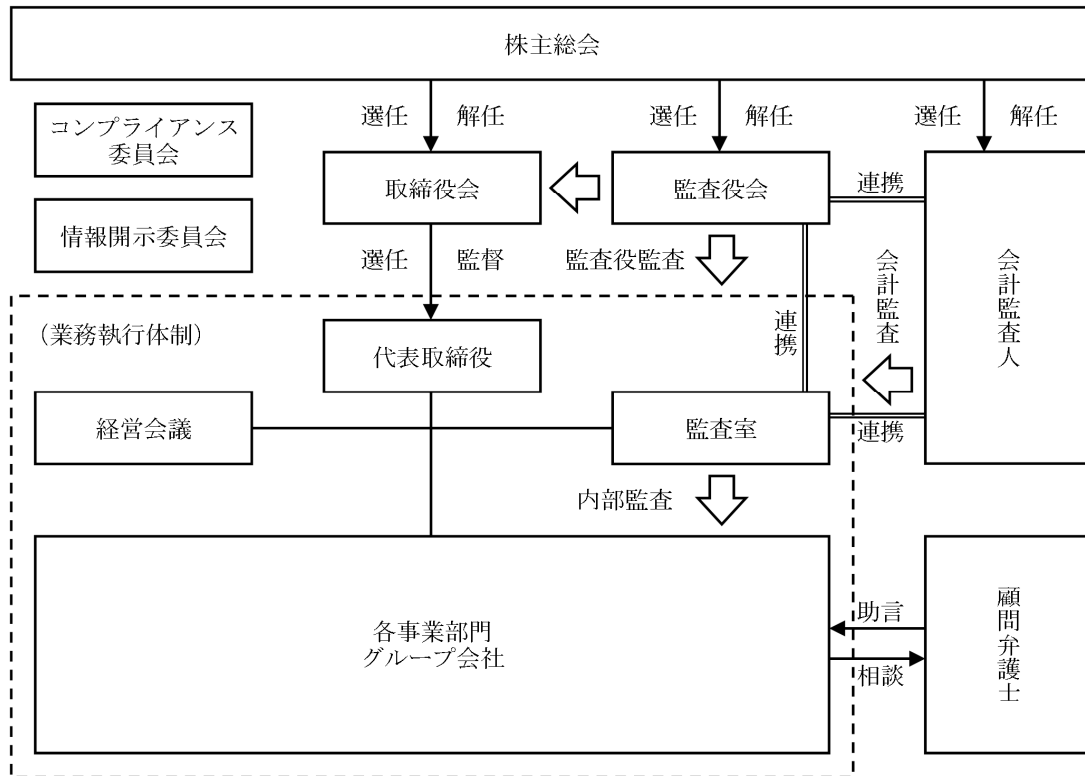 株主総会
コンプライアンス
委員会
選任 解任
選任 解任
選任 解任
取締役会
監査役会
連携
会計監査人
情報開示委員会
選任 監督
監査役監査
会計監査
連携
(業務執行体制)
代表取締役
経営会議
監査室
連携
内部監査
各事業部門
グループ会社
助言
相談
顧問弁護士